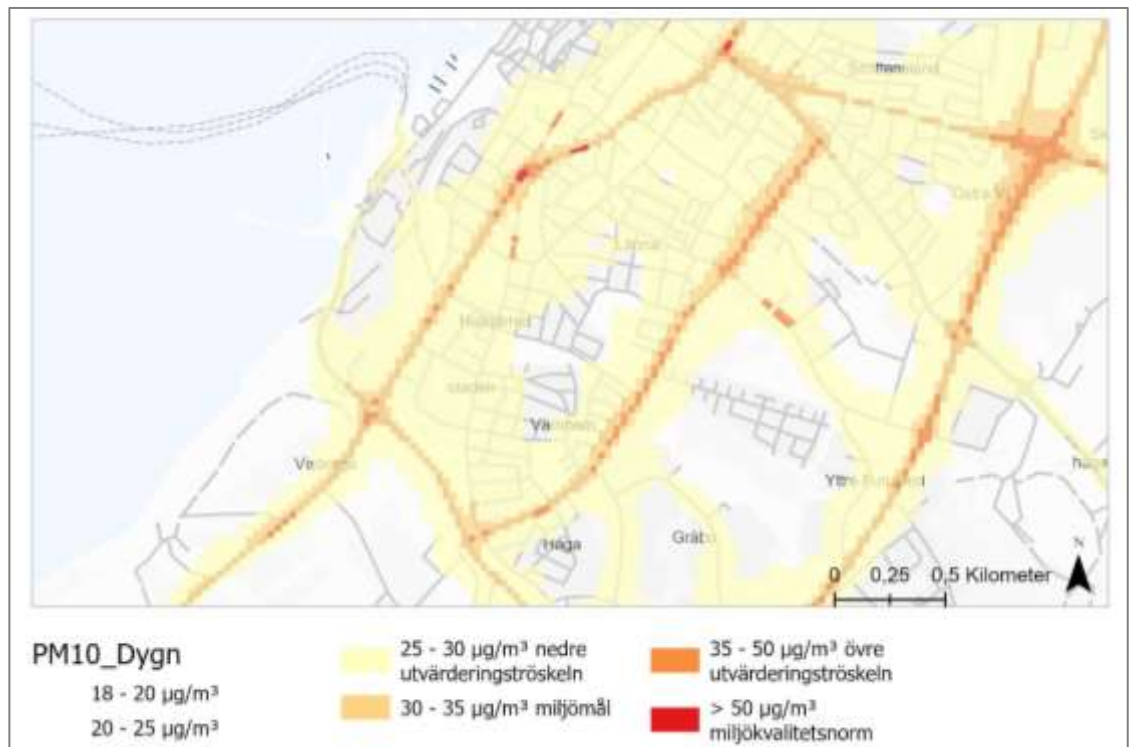 Länna
Haga
N
0 0,25 0,5 Kilometer
PM10_Dygn
18 - 20 µg/m³
20 - 25 µg/m³
25 - 30 µg/m³ nedre
utvärderingströskeln
30 - 35 µg/m³ miljömål
35 - 50 µg/m³ övre
utvärderingströskeln
> 50 µg/m³
miljökvalitetsnorm